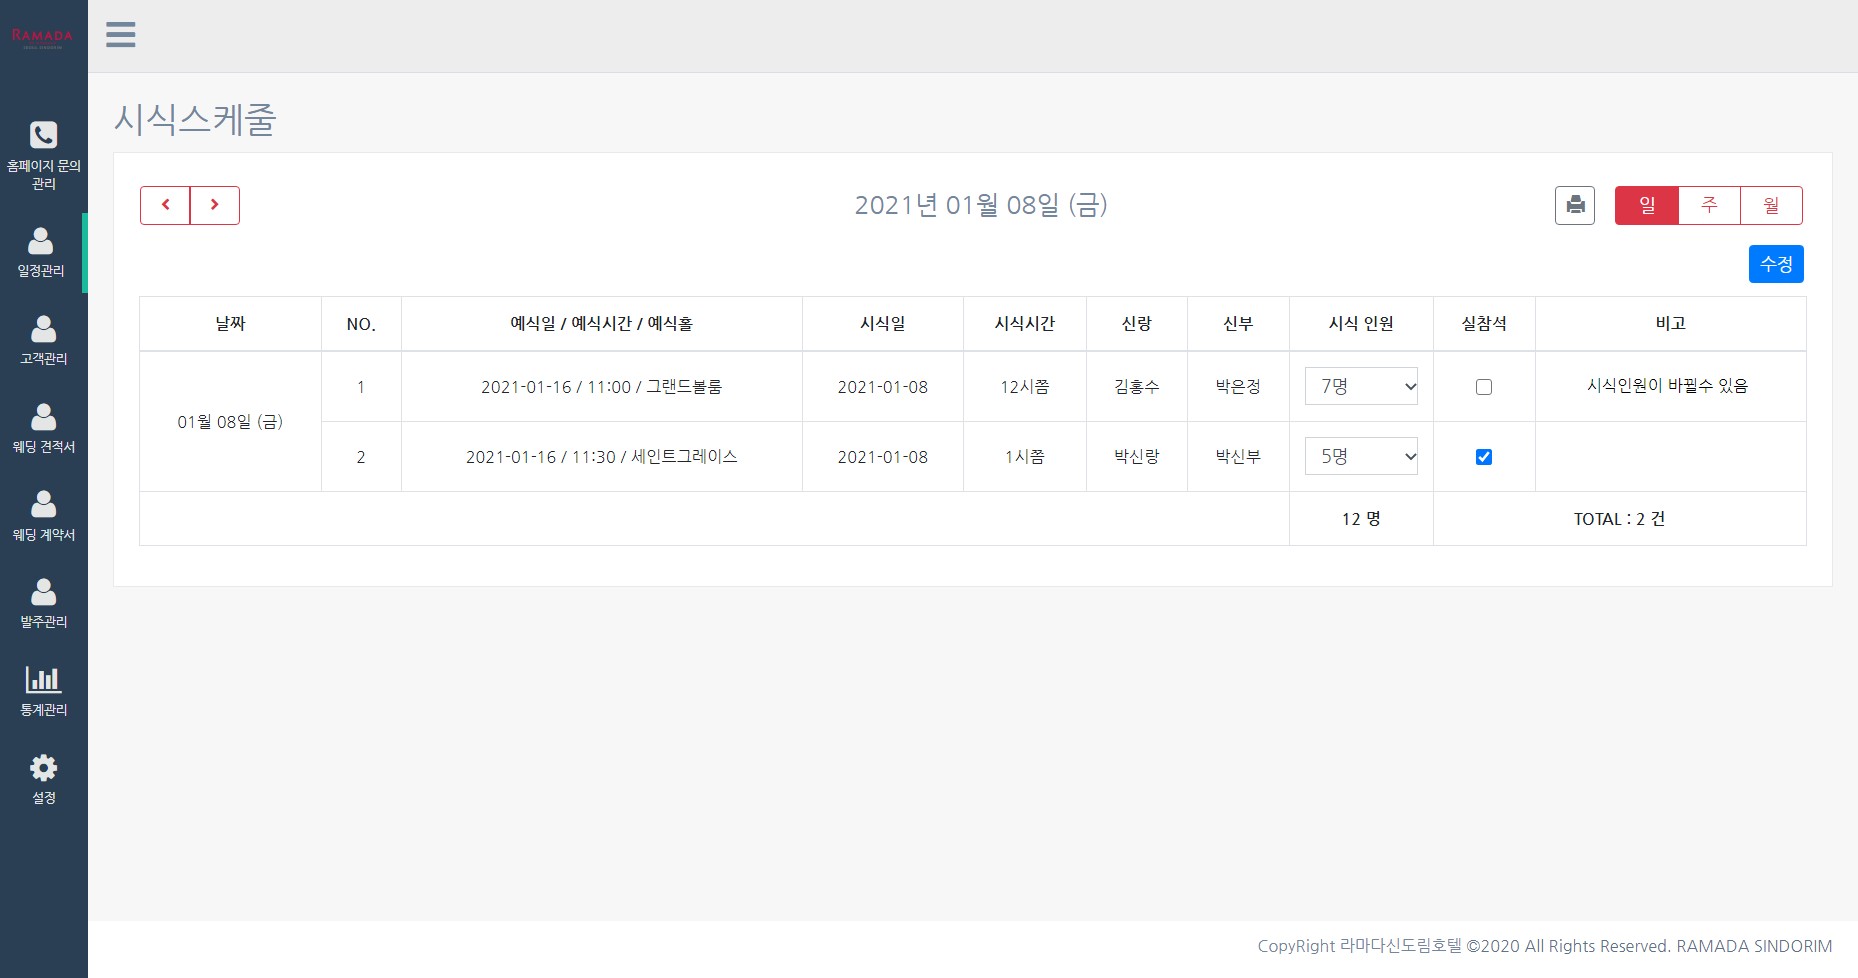 RAMADA
홈페이지 문의
관리
일정관리
고객관리
웨딩 견적서
웨딩 계약서
발주관리
통계관리
설정
시식스케줄
2021년 01월 08일 (금)
일 주 월
수정
날짜 NO. 예식일 / 예식시간 / 예식홀 시식일 시식시간 신랑 신부 시식 인원 실참석 비고
01월 08일 (금)
1 2021-01-16 / 11:00 / 그랜드볼룸 2021-01-08 12시쯤 김홍수 박은정 7명 시식인원이 바뀔수 있음
2 2021-01-16 / 11:30 / 세인트그레이스 2021-01-08 1시쯤 박신랑 박신부 5명
12 명 TOTAL : 2 건
CopyRight 라마다신도림호텔 ©2020 All Rights Reserved. RAMADA SINDORIM